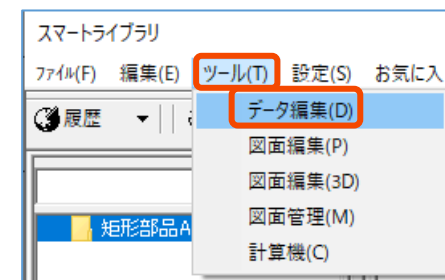 スマートライブラリ
ファイル(F) 編集(E) ツール(T) 設定(S) お気に入
履歴
データ編集(D)
図面編集(P)
図面編集(3D)
矩形部品A
図面管理(M)
計算機(C)